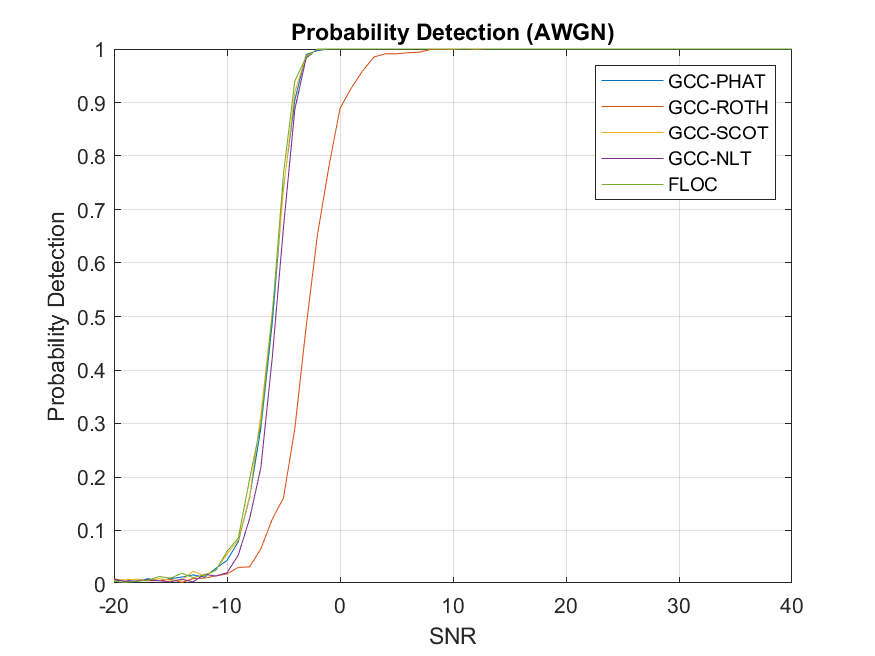 Probability Detection (AWGN)
1
0.9
0.8
0.7
0.6
0.5
0.4
0.3
0.2
0.1
0
Probability Detection
GCC-PHAT
GCC-ROTH
GCC-SCOT
GCC-NLT
FLOC
-20 -10 0 10 20 30 40
SNR